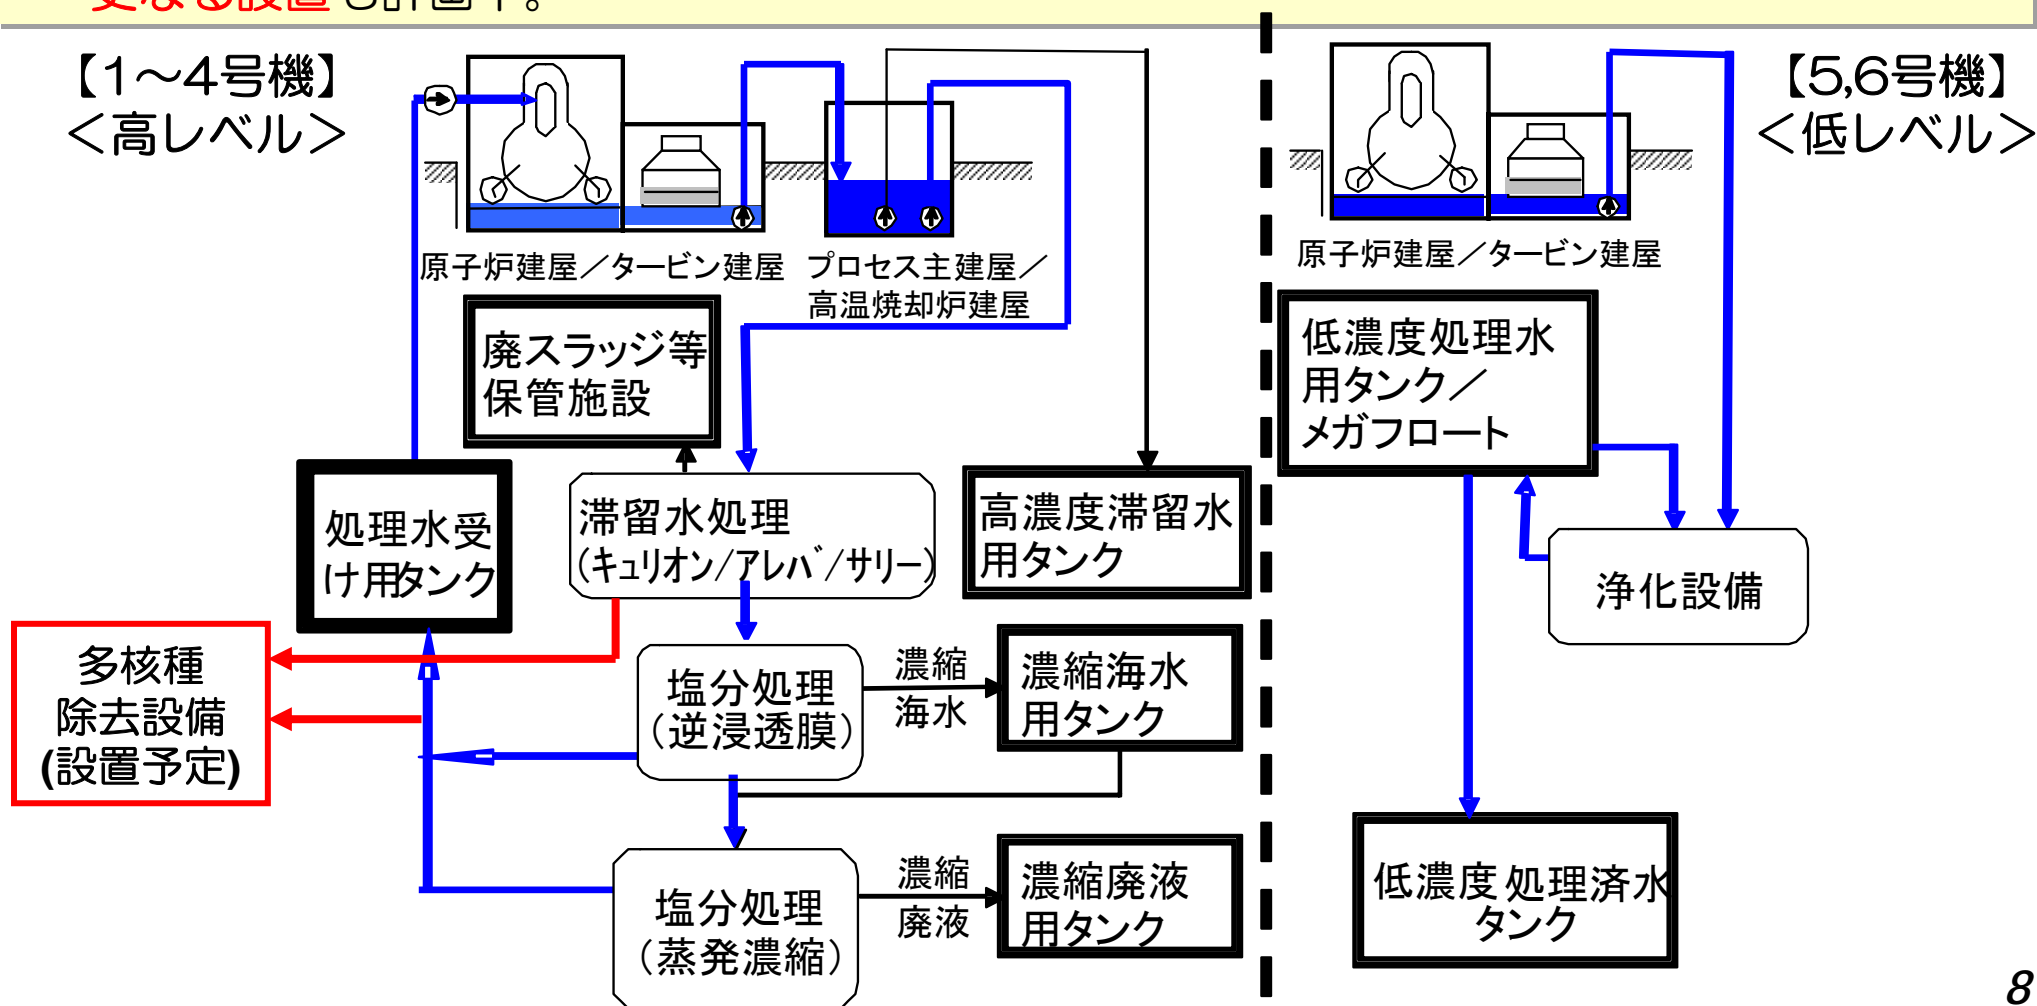 更なる設置も計画中。
【1～4号機】
＜高レベル＞
【5,6号機】
＜低レベル＞
原子炉建屋／タービン建屋
プロセス主建屋／
高温焼却炉建屋
原子炉建屋／タービン建屋
廃スラッジ等
保管施設
低濃度処理水
用タンク／
メガフロート
処理水受
け用タンク
滞留水処理
(キュリオン/アレバ/サリー)
高濃度滞留水
用タンク
浄化設備
多核種
除去設備
(設置予定)
塩分処理
（逆浸透膜）
濃縮
海水
濃縮海水
用タンク
塩分処理
（蒸発濃縮）
濃縮
廃液
濃縮廃液
用タンク
低濃度処理済水
タンク
8